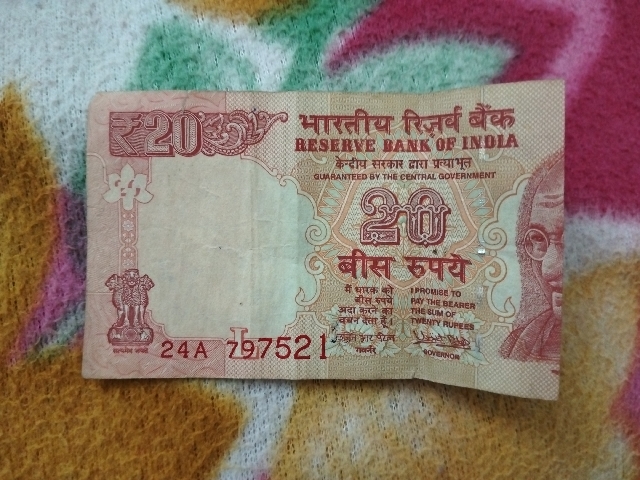 ₹20
भारतीय रिज़र्व बैंक
RESERVE BANK OF INDIA
केन्द्रीय सरकार द्वारा प्रत्याभूत
GUARANTEED BY THE CENTRAL GOVERNMENT
20
बीस रुपये
मैं धारक को
बीस रुपये
अदा करने का
वचन देता हूँ।
I PROMISE TO
PAY THE BEARER
THE SUM OF
TWENTY RUPEES
गवर्नर
GOVERNOR
सत्यमेव जयते
L
24A 797521